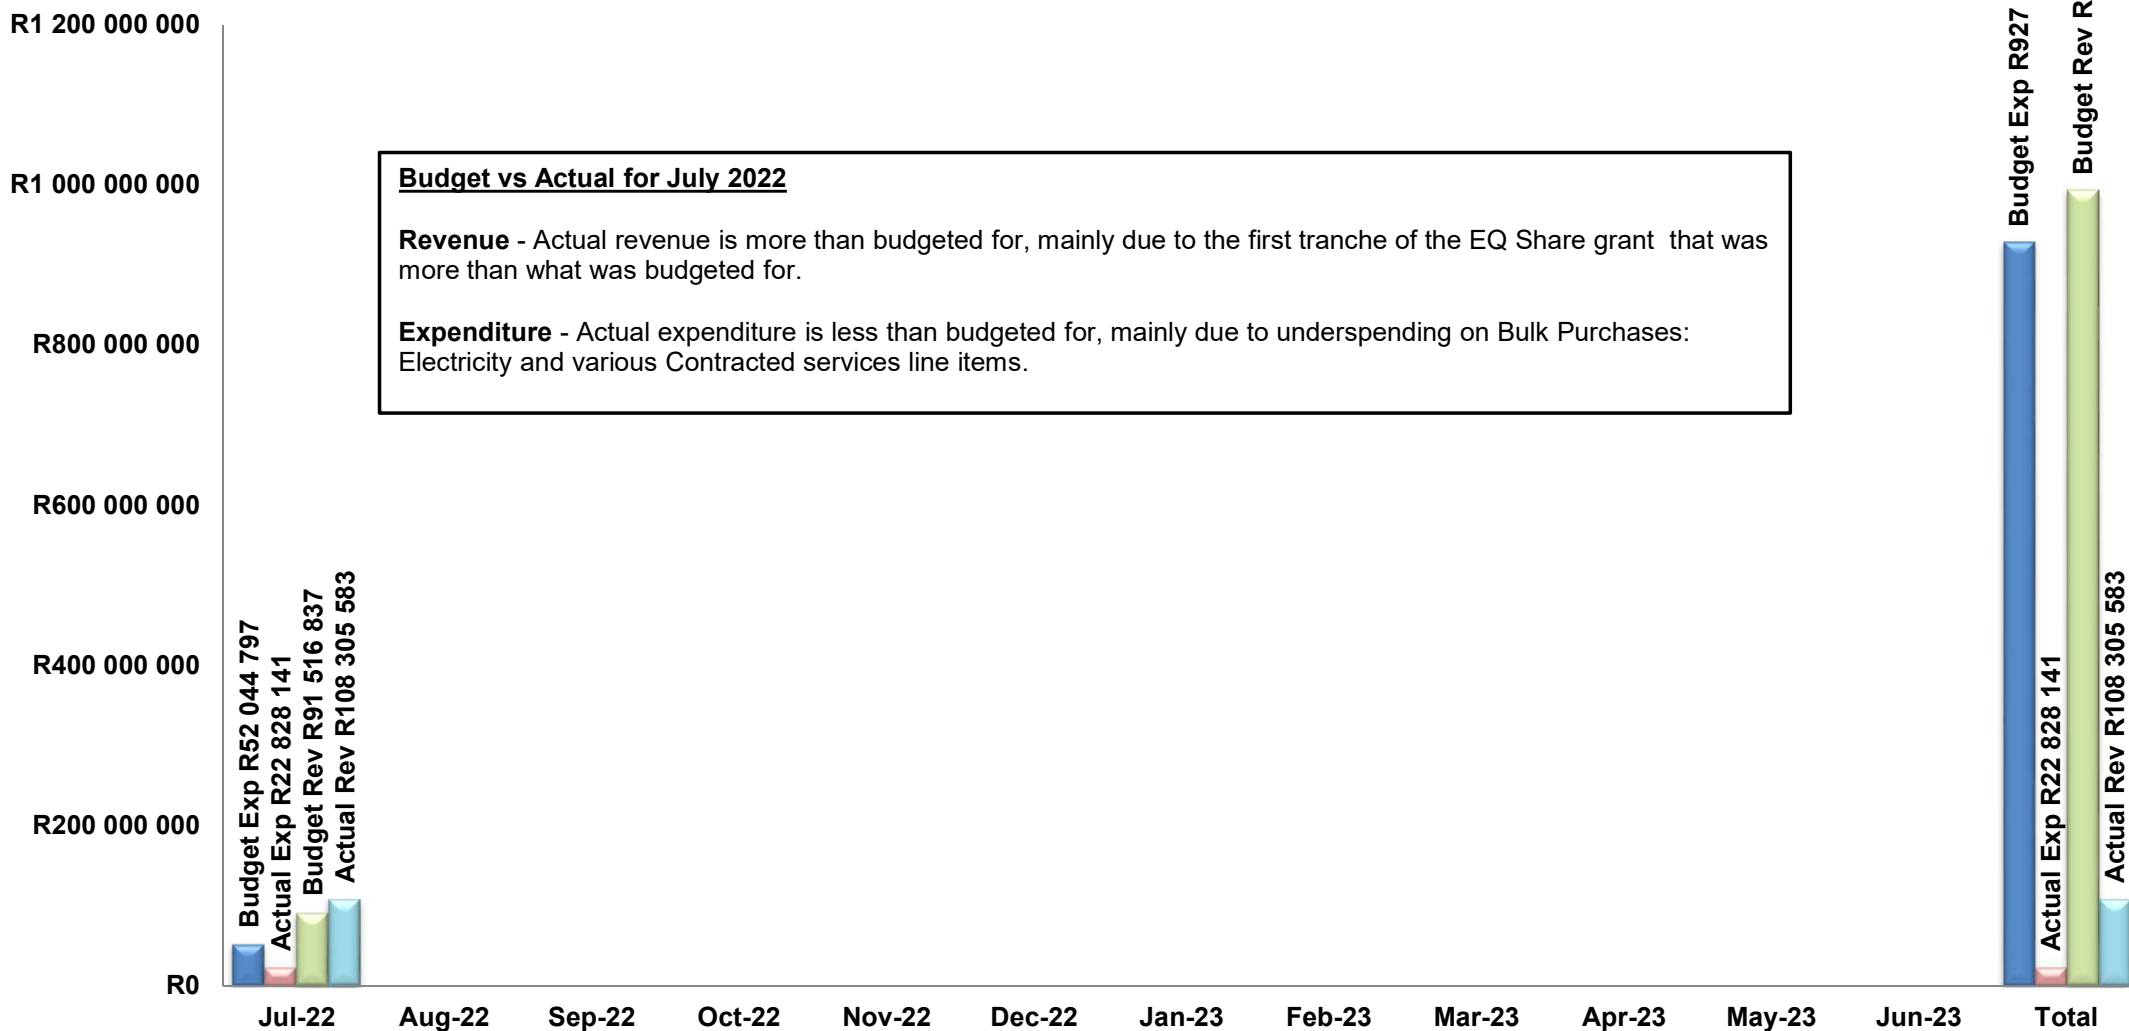 R1 200 000 000
R1 000 000 000
R800 000 000
R600 000 000
R400 000 000
R200 000 000
R0
Budget vs Actual for July 2022
Revenue - Actual revenue is more than budgeted for, mainly due to the first tranche of the EQ Share grant that was
more than what was budgeted for.
Expenditure - Actual expenditure is less than budgeted for, mainly due to underspending on Bulk Purchases:
Electricity and various Contracted services line items.
Budget Exp R52 044 797
Actual Exp R22 828 141
Budget Rev R91 516 837
Actual Rev R108 305 583
Budget Exp R927
Actual Exp R22 828 141
Budget Rev R
Actual Rev R108 305 583
Jul-22 Aug-22 Sep-22 Oct-22 Nov-22 Dec-22 Jan-23 Feb-23 Mar-23 Apr-23 May-23 Jun-23 Total